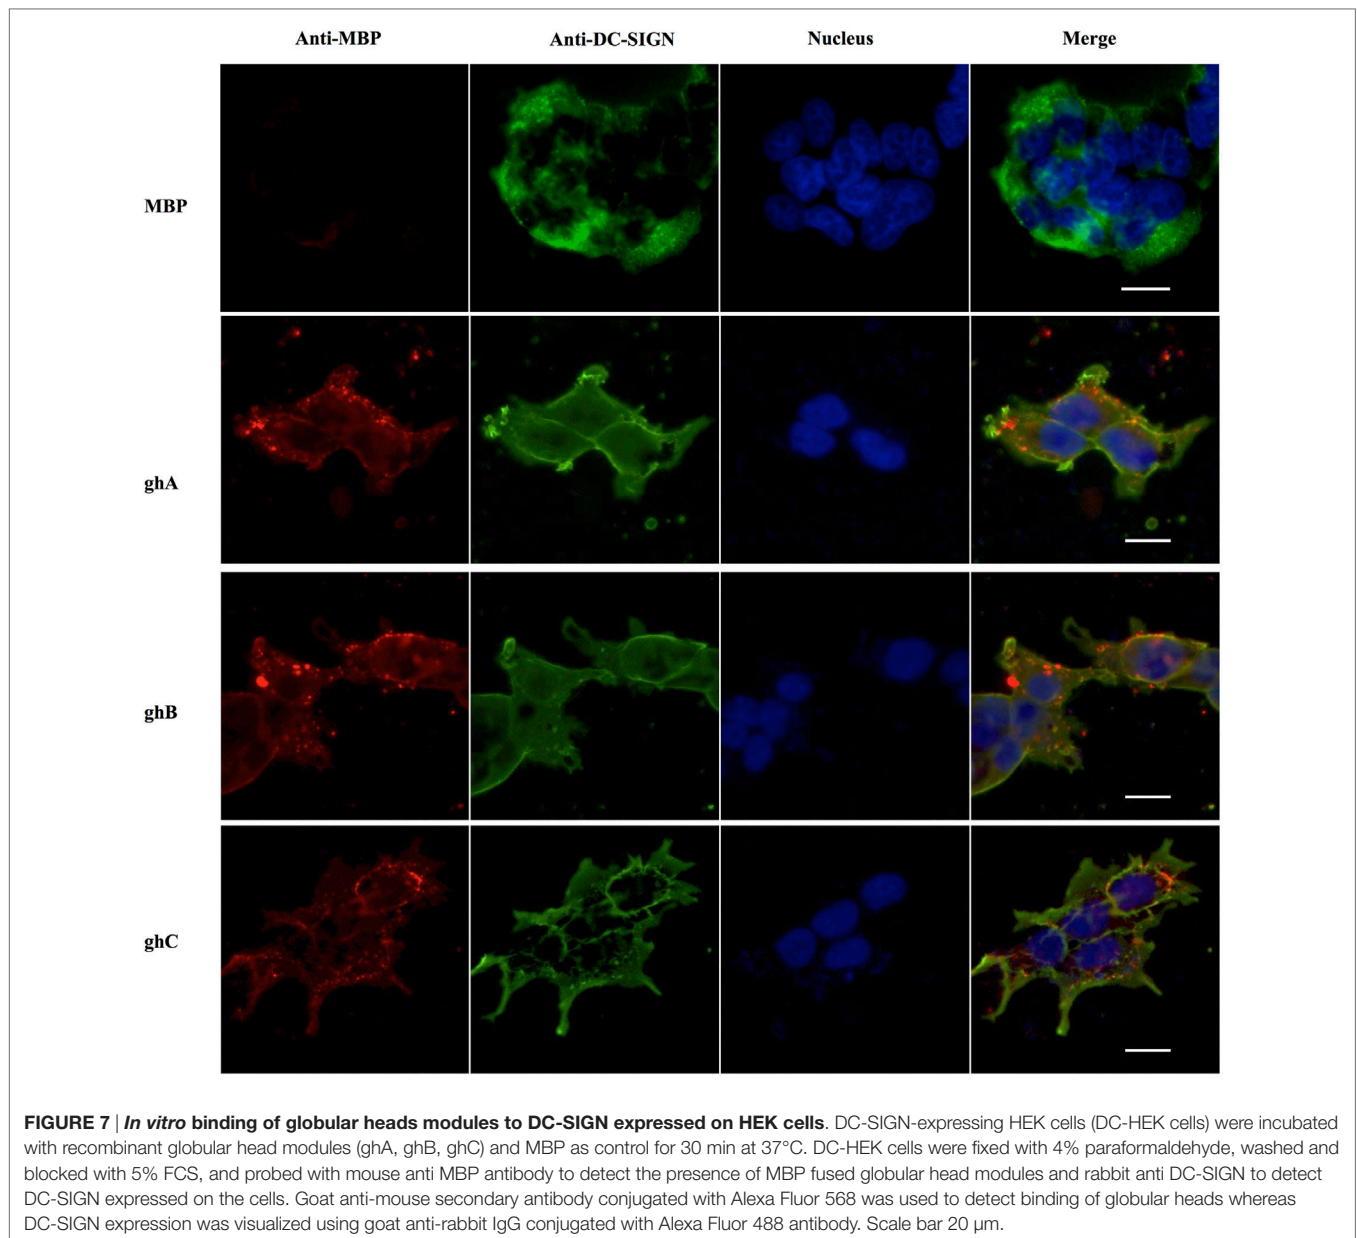 Anti-MBP Anti-DC-SIGN Nucleus Merge
MBP
ghA
ghB
ghC
FIGURE 7 | In vitro binding of globular heads modules to DC-SIGN expressed on HEK cells. DC-SIGN-expressing HEK cells (DC-HEK cells) were incubated
with recombinant globular head modules (ghA, ghB, ghC) and MBP as control for 30 min at 37°C. DC-HEK cells were fixed with 4% paraformaldehyde, washed and
blocked with 5% FCS, and probed with mouse anti MBP antibody to detect the presence of MBP fused globular head modules and rabbit anti DC-SIGN to detect
DC-SIGN expressed on the cells. Goat anti-mouse secondary antibody conjugated with Alexa Fluor 568 was used to detect binding of globular heads whereas
DC-SIGN expression was visualized using goat anti-rabbit IgG conjugated with Alexa Fluor 488 antibody. Scale bar 20 μm.